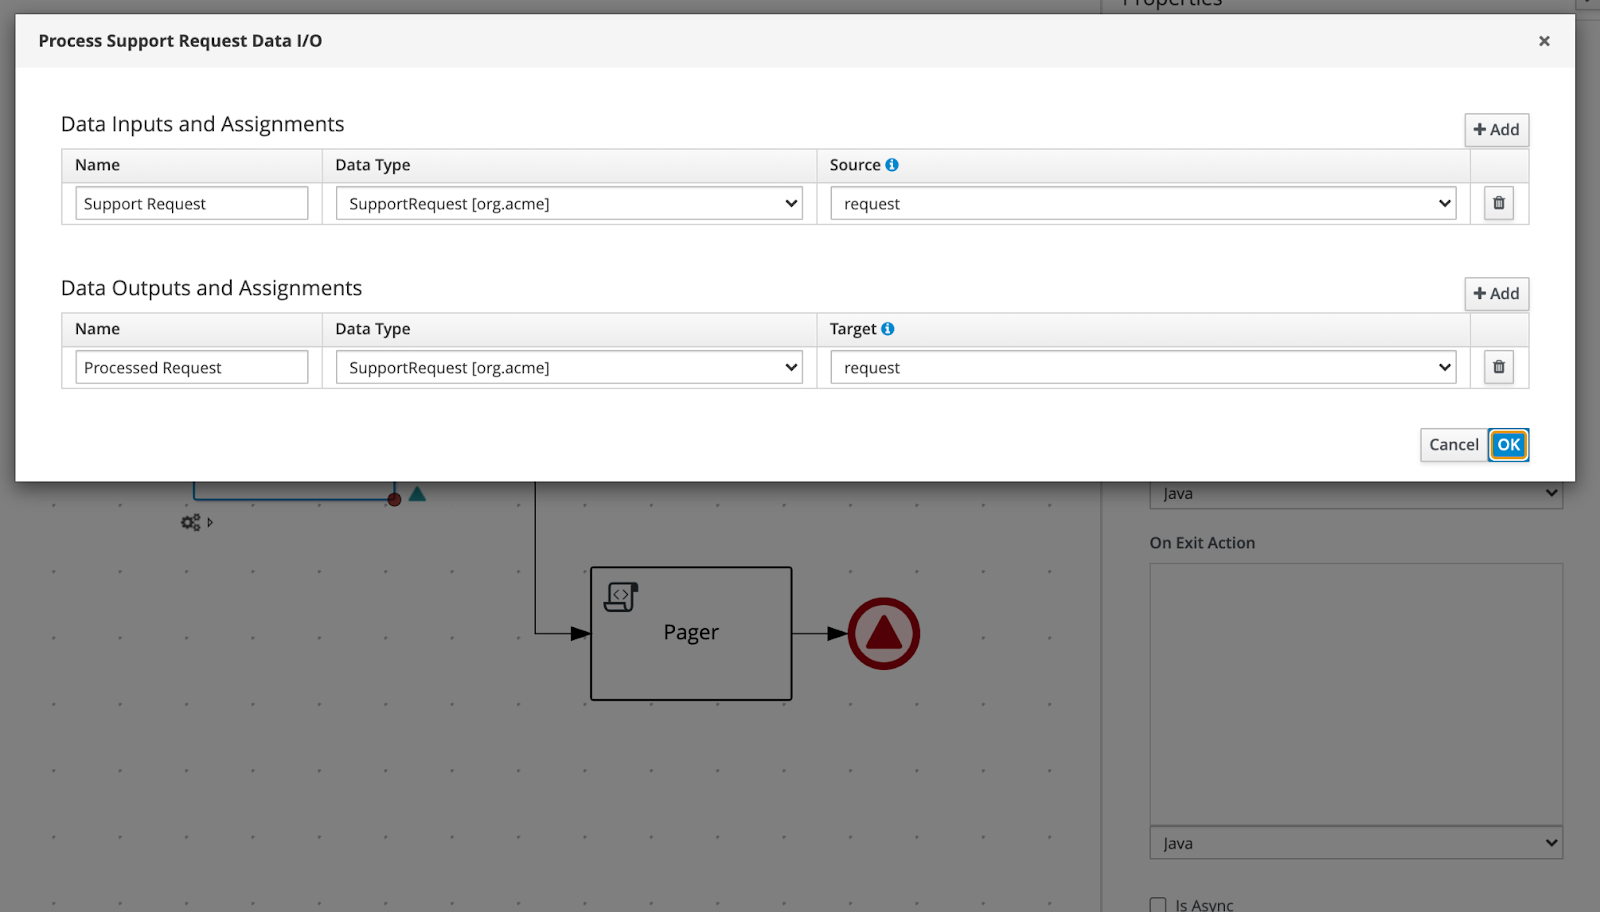 Properties
Process Support Request Data I/O
×
Data Inputs and Assignments
+ Add
Name Data Type Source
Support Request SupportRequest [org.acme] request
Data Outputs and Assignments
+ Add
Name Data Type Target
Processed Request SupportRequest [org.acme] request
Cancel OK
Java
On Exit Action
Pager
Java
Is Async